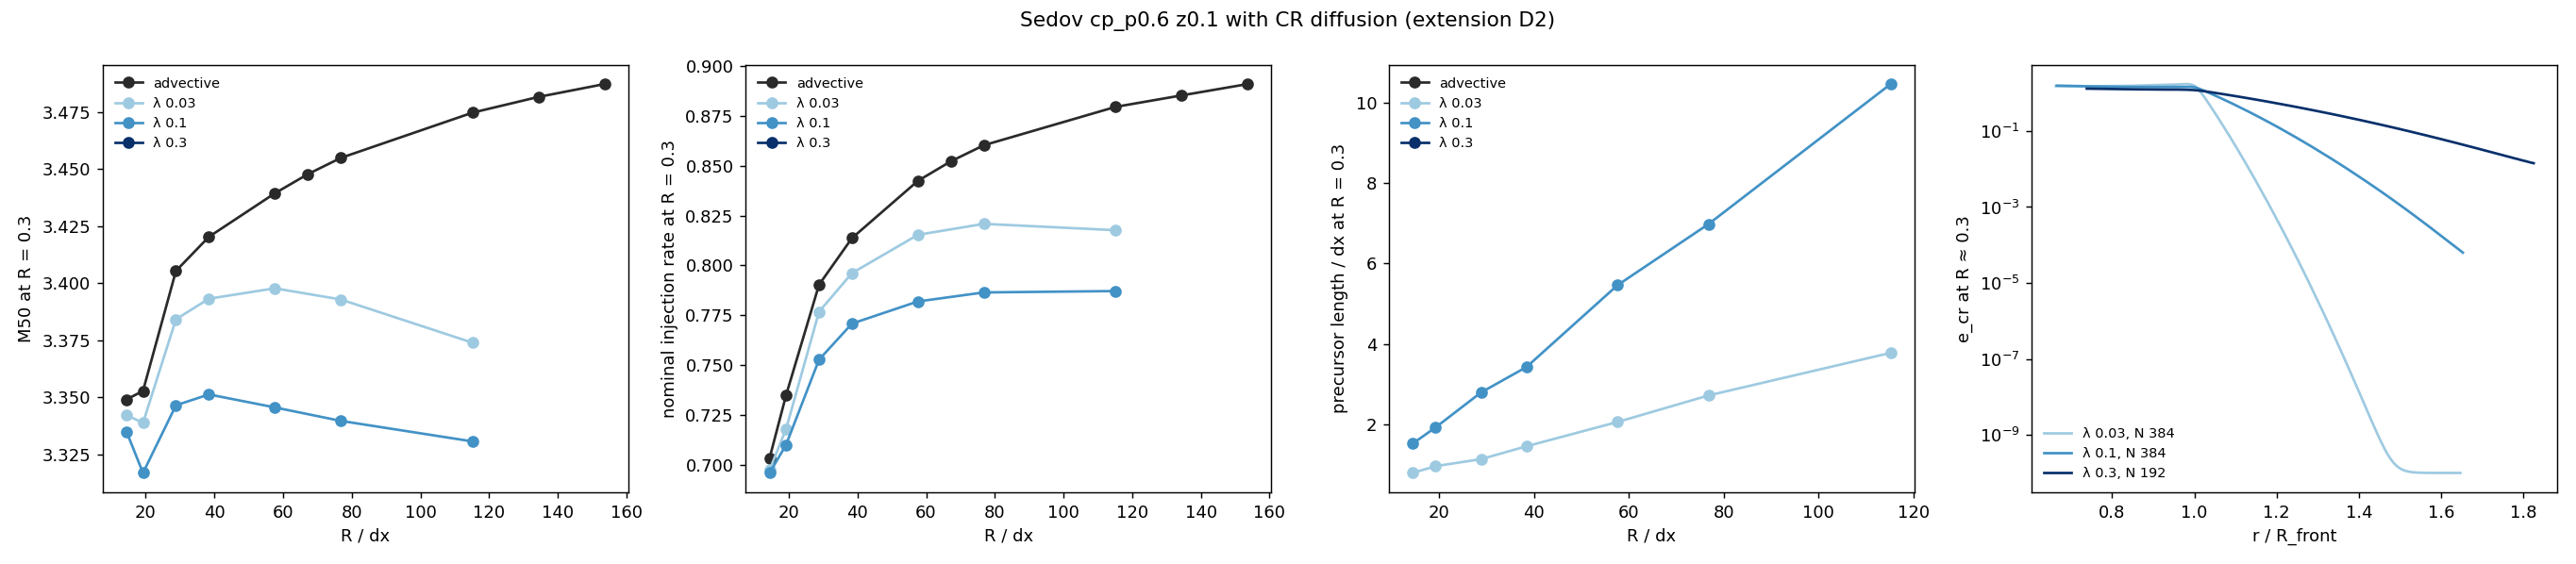 Sedov cp_p0.6 z0.1 with CR diffusion (extension D2)
M50 at R = 0.3
3.475
3.450
3.425
3.400
3.375
3.350
3.325
advective
λ 0.03
λ 0.1
λ 0.3
20 40 60 80 100 120 140 160
R / dx
nominal injection rate at R = 0.3
0.900
0.875
0.850
0.825
0.800
0.775
0.750
0.725
0.700
advective
λ 0.03
λ 0.1
λ 0.3
20 40 60 80 100 120 140 160
R / dx
precursor length / dx at R = 0.3
10
8
6
4
2
advective
λ 0.03
λ 0.1
λ 0.3
20 40 60 80 100 120
R / dx
e_cr at R ≈ 0.3
10⁻¹
10⁻³
10⁻⁵
10⁻⁷
10⁻⁹
λ 0.03, N 384
λ 0.1, N 384
λ 0.3, N 192
0.8 1.0 1.2 1.4 1.6 1.8
r / R_front